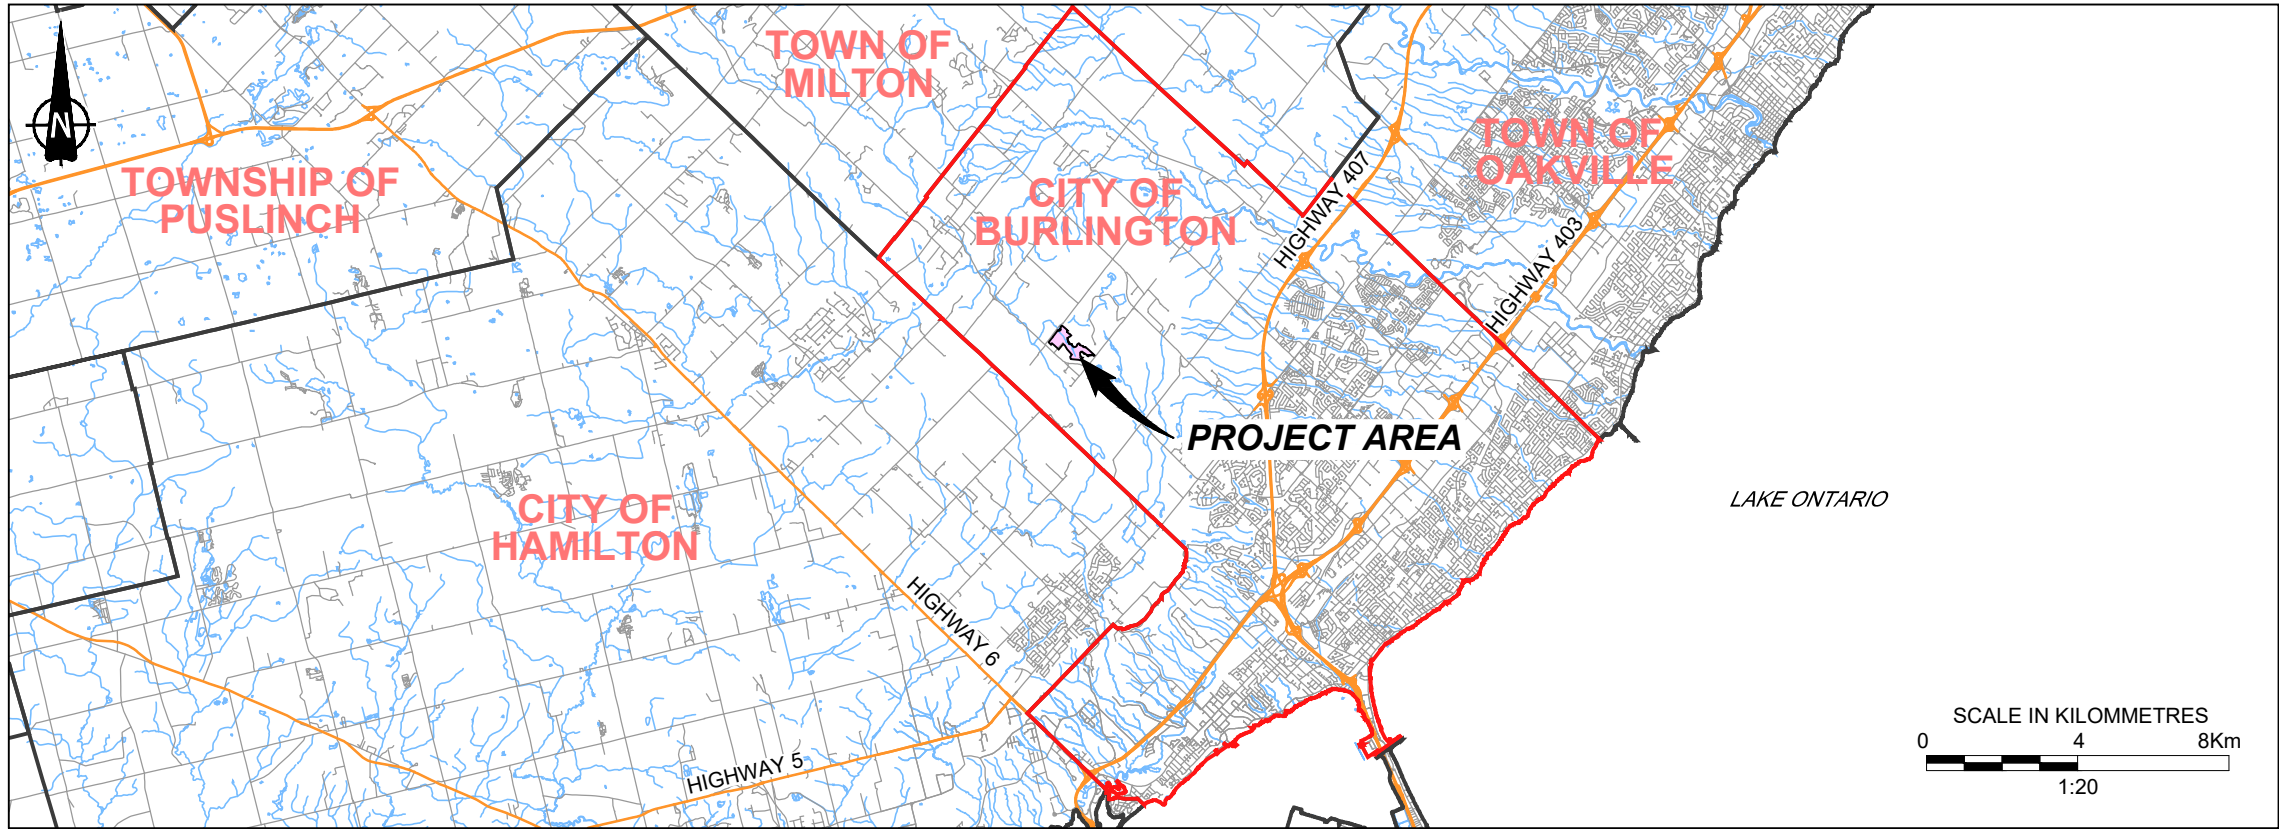 TOWN OF
MILTON
N
TOWNSHIP OF
PUSLINCH
CITY OF
BURLINGTON
TOWN OF
OAKVILLE
HIGHWAY 407
HIGHWAY 403
PROJECT AREA
LAKE ONTARIO
CITY OF
HAMILTON
HIGHWAY 6
HIGHWAY 5
SCALE IN KILOMMETRES
0 4 8Km
1:20